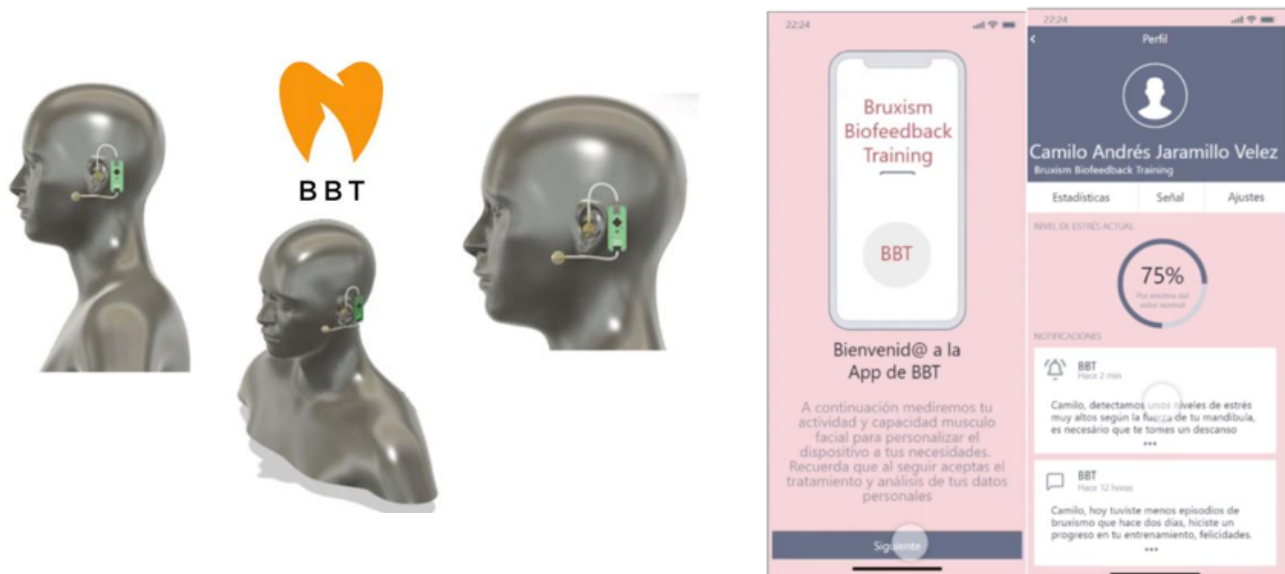 BBT
22:24
Bruxism
Biofeedback
Training
BBT
Bienvenid@ a la
App de BBT
A continuación mediremos tu
actividad y capacidad musculo
facial para personalizar el
dispositivo a tus necesidades.
Recuerda que al seguir aceptas el
tratamiento y análisis de tus datos
personales
Siguiente
22:24
Perfil
Camilo Andrés Jaramillo Velez
Bruxism Biofeedback Training
Estadísticas Señal Ajustes
NIVEL DE ESTRÉS ACTUAL
75%
Por encima del
valor normal
NOTIFICACIONES
BBT
Hace 2 min
Camilo, detectamos unos niveles de estrés
muy altos según la fuerza de tu mandíbula,
es necesário que te tomes un descanso
BBT
Hace 12 horas
Camilo, hoy tuviste menos episodios de
bruxismo que hace dos días, hiciste un
progreso en tu entrenamiento, felicidades.